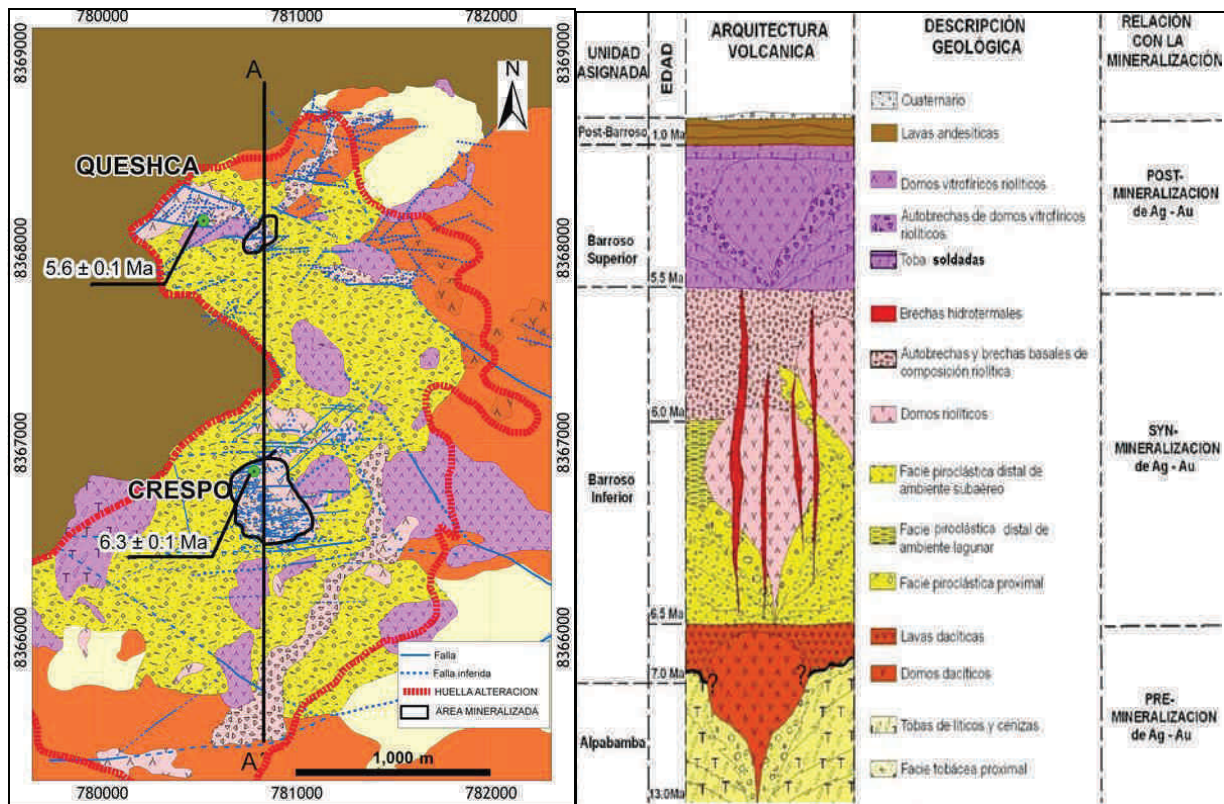 780000
781000
782000
8369000
8369000
A
N
QUESHCA
8368000
8368000
5.6 ± 0.1 Ma
8367000
8367000
CRESPO
6.3 ± 0.1 Ma
8366000
8366000
Falla
Falla inferida
HUELLA ALTERACION
ÁREA MINERALIZADA
A´
1,000 m
780000
781000
782000
UNIDAD
ASIGNADA
EDAD
ARQUITECTURA
VOLCANICA
DESCRIPCIÓN
GEOLÓGICA
RELACIÓN
CON LA
MINERALIZACIÓN
Post-Barroso
1.0 Ma
Barroso
Superior
5.5 Ma
6.0 Ma
Barroso
Inferior
6.5 Ma
7.0 Ma
Alpabamba
13.0Ma
?
?
T T T T T T
Cuaternario
Lavas andesíticas
Domos vitrofíricos riolíticos
Autobrechas de domos vitrofíricos
riolíticos
Toba soldadas
Brechas hidrotermales
Autobrechas y brechas basales de
composición riolítica
Domos riolíticos
Facie piroclástica distal de
ambiente subaéreo
Facie piroclástica distal de
ambiente lagunar
Facie piroclástica proximal
Lavas dacíticas
Domos dacíticos
Tobas de líticos y cenizas
Facie tobácea proximal
POST-
MINERALIZACION
de Ag - Au
SYN-
MINERALIZACION
de Ag - Au
PRE-
MINERALIZACION
de Ag - Au